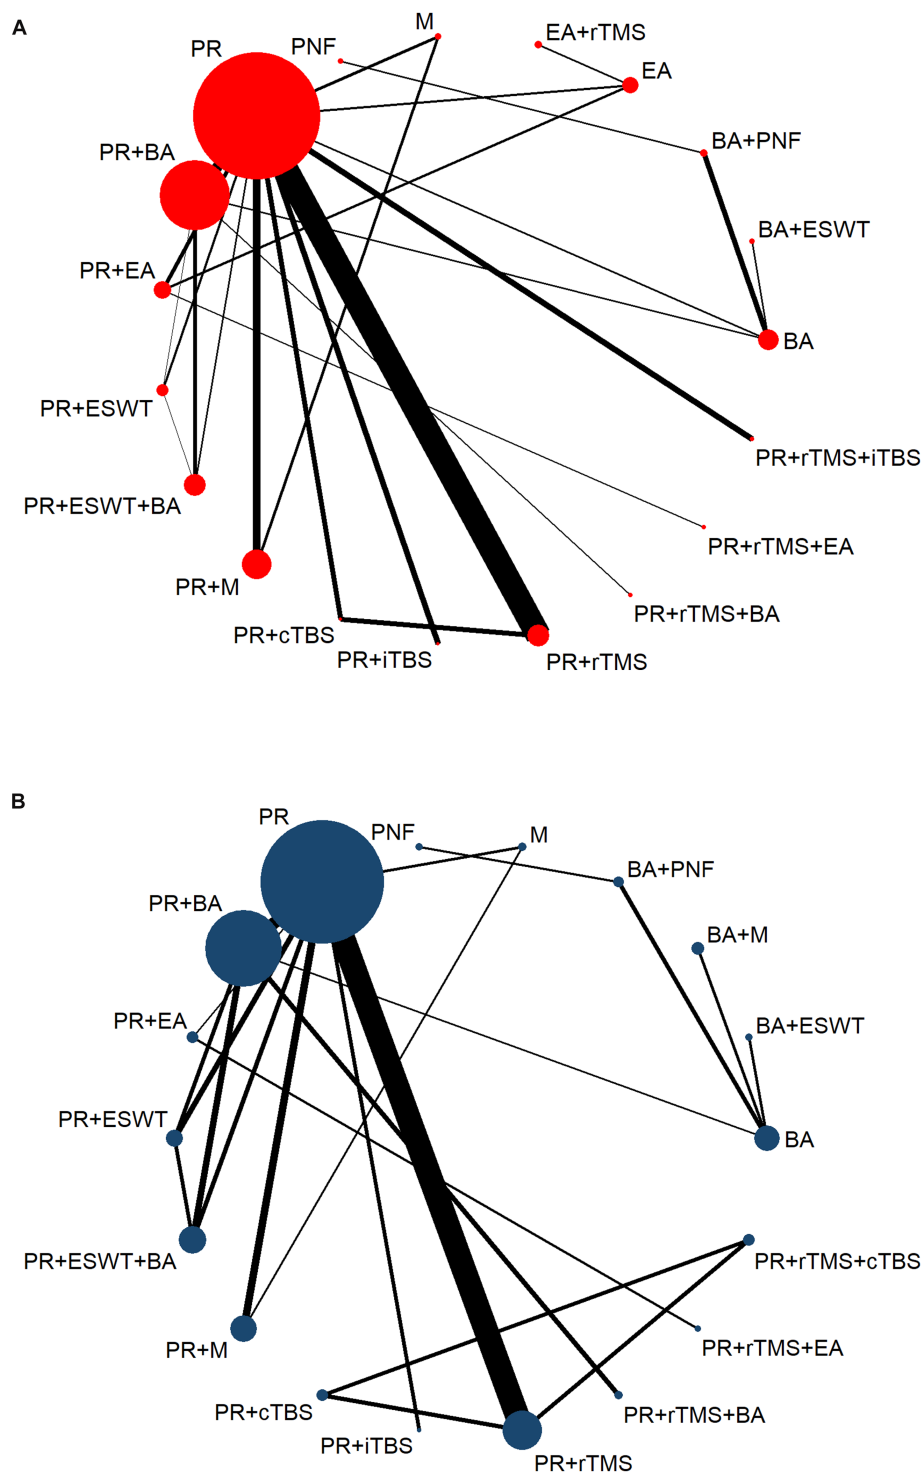 A
M
EA+rTMS
PR
PNF
EA
BA+PNF
PR+BA
BA+ESWT
PR+EA
BA
PR+ESWT
PR+rTMS+iTBS
PR+ESWT+BA
PR+rTMS+EA
PR+M
PR+rTMS+BA
PR+cTBS
PR+iTBS
PR+rTMS
B
PR
PNF
M
BA+PNF
PR+BA
BA+M
PR+EA
BA+ESWT
PR+ESWT
BA
PR+ESWT+BA
PR+rTMS+cTBS
PR+M
PR+rTMS+EA
PR+cTBS
PR+rTMS+BA
PR+iTBS
PR+rTMS